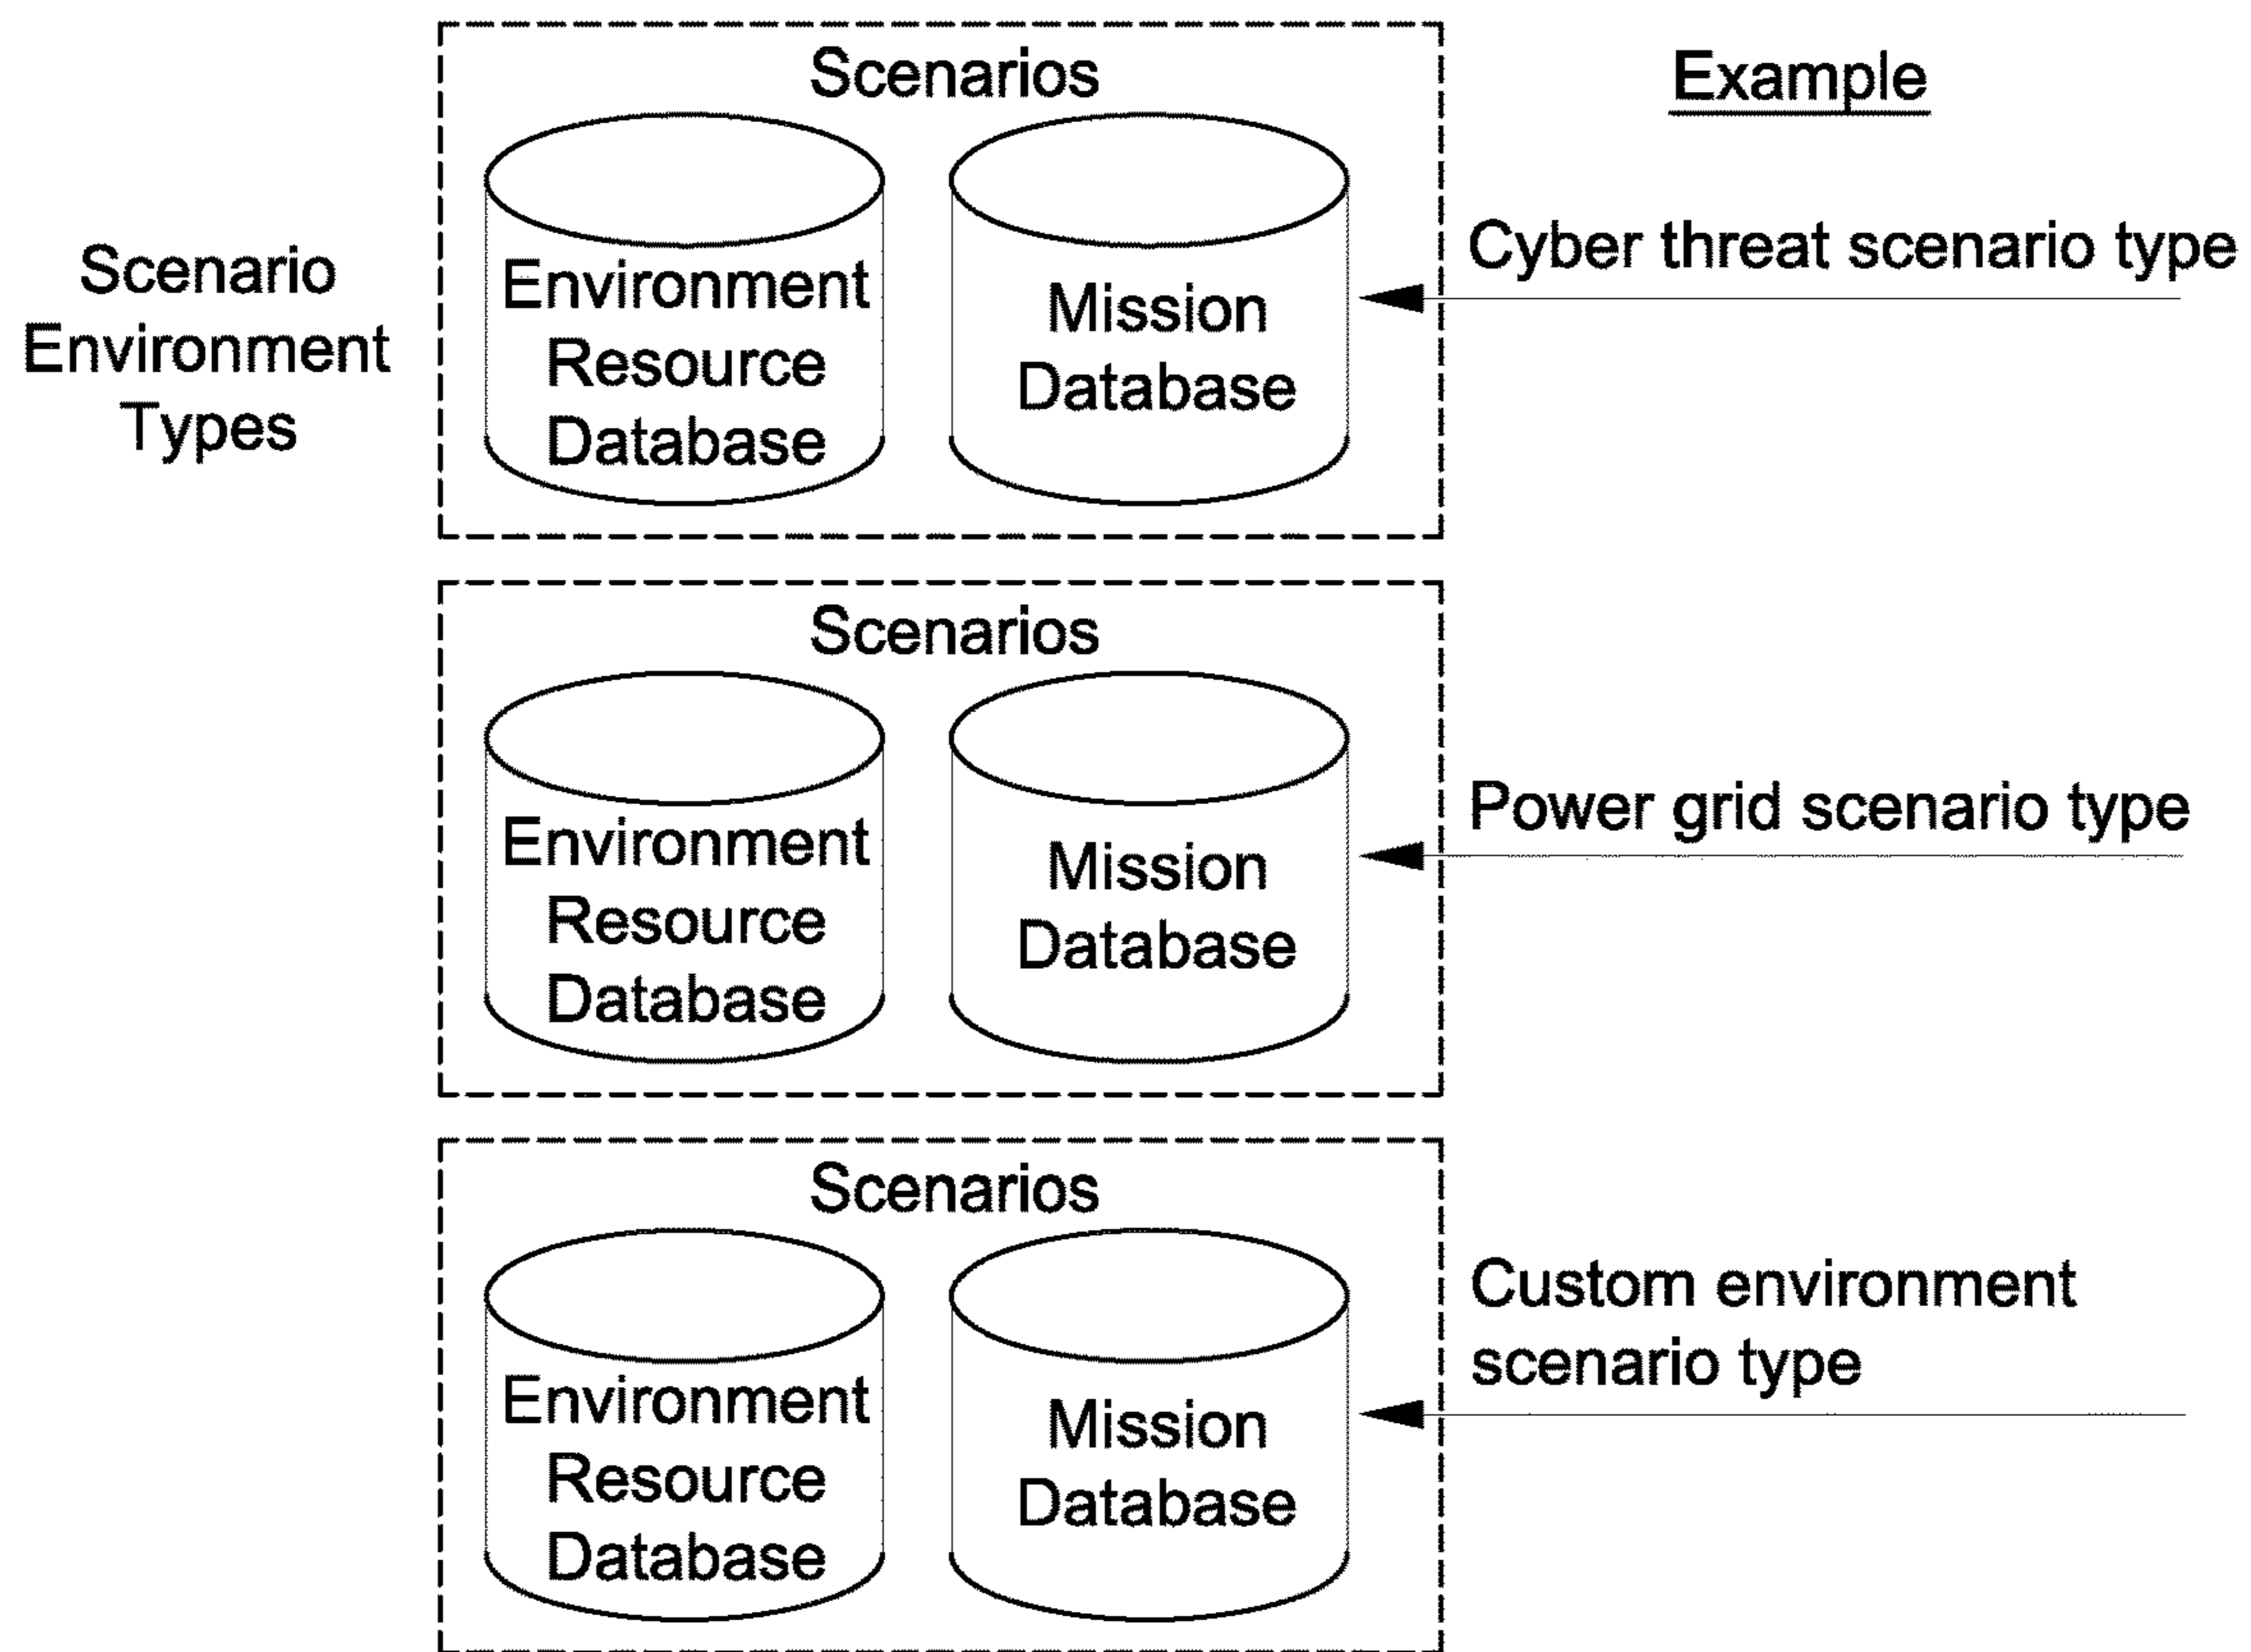 Scenario
Environment
Types
Scenarios
Environment
Resource
Database
Mission
Database
Example
Cyber threat scenario type
Scenarios
Environment
Resource
Database
Mission
Database
Power grid scenario type
Scenarios
Environment
Resource
Database
Mission
Database
Custom environment
scenario type